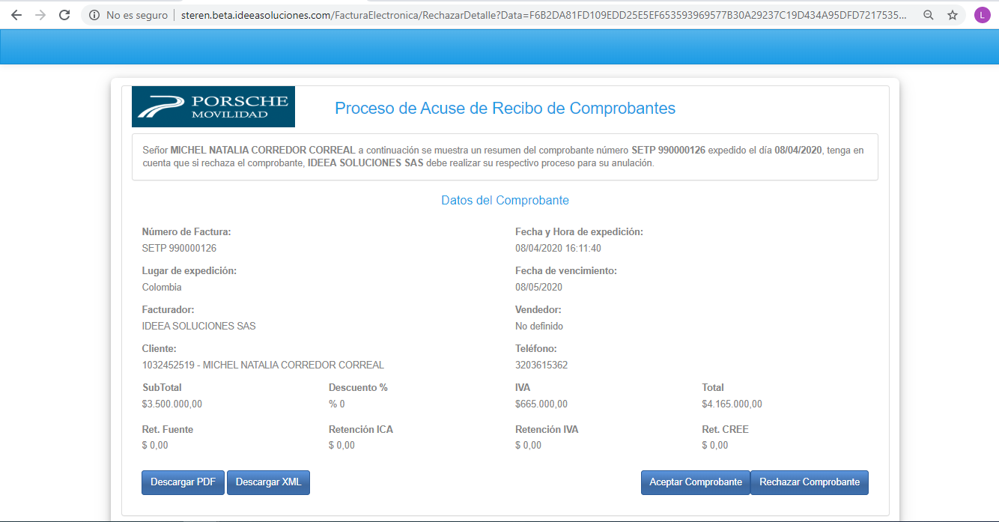 No es seguro | steren.beta.ideeasoluciones.com/FacturaElectronica/RechazarDetalle?Data=F6B2DA81FD109EDD25E5EF653593969577B30A29237C19D434A95DFD7217535...
L
PORSCHE
MOVILIDAD
Proceso de Acuse de Recibo de Comprobantes
Señor MICHEL NATALIA CORREDOR CORREAL a continuación se muestra un resumen del comprobante número SETP 990000126 expedido el día 08/04/2020, tenga en
cuenta que si rechaza el comprobante, IDEEA SOLUCIONES SAS debe realizar su respectivo proceso para su anulación.
Datos del Comprobante
Número de Factura: Fecha y Hora de expedición:
SETP 990000126 08/04/2020 16:11:40
Lugar de expedición: Fecha de vencimiento:
Colombia 08/05/2020
Facturador: Vendedor:
IDEEA SOLUCIONES SAS No definido
Cliente: Teléfono:
1032452519 - MICHEL NATALIA CORREDOR CORREAL 3203615362
SubTotal Descuento % IVA Total
$3.500.000,00 % 0 $665.000,00 $4.165.000,00
Ret. Fuente Retención ICA Retención IVA Ret. CREE
$ 0,00 $ 0,00 $ 0,00 $ 0,00
Descargar PDF Descargar XML Aceptar Comprobante Rechazar Comprobante